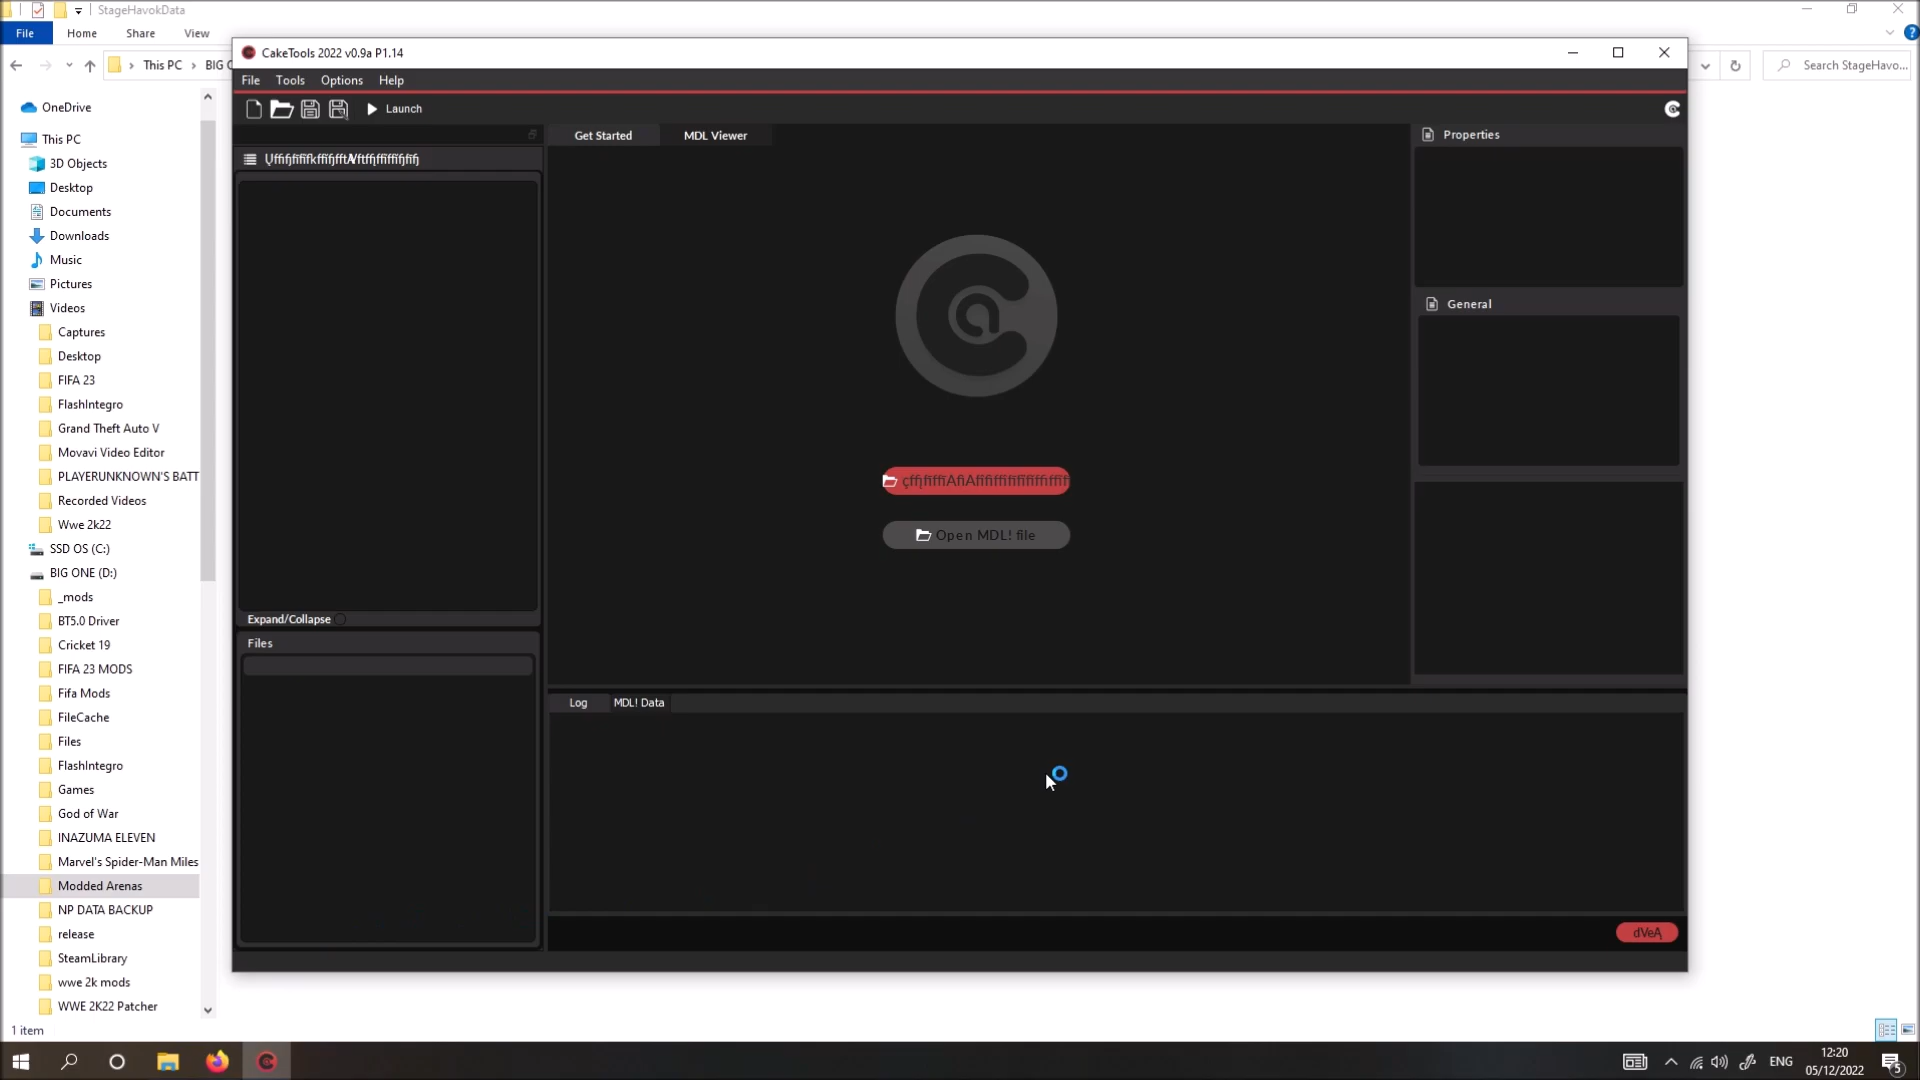 StageHavokData
File Home Share View
This PC BIG
Search StageHavo...
CakeTools 2022 v0.9a P1.14
File Tools Options Help
Launch
Get Started MDL Viewer
Properties
General
Open MDL! file
Expand/Collapse
Files
Log MDL! Data
dVeĄ
OneDrive
This PC
3D Objects
Desktop
Documents
Downloads
Music
Pictures
Videos
Captures
Desktop
FIFA 23
FlashIntegro
Grand Theft Auto V
Movavi Video Editor
PLAYERUNKNOWN'S BATT
Recorded Videos
Wwe 2k22
SSD OS (C:)
BIG ONE (D:)
_mods
BT5.0 Driver
Cricket 19
FIFA 23 MODS
Fifa Mods
FileCache
Files
FlashIntegro
Games
God of War
INAZUMA ELEVEN
Marvel's Spider-Man Miles
Modded Arenas
NP DATA BACKUP
release
SteamLibrary
wwe 2k mods
WWE 2K22 Patcher
1 item
ENG
12:20
05/12/2022
5